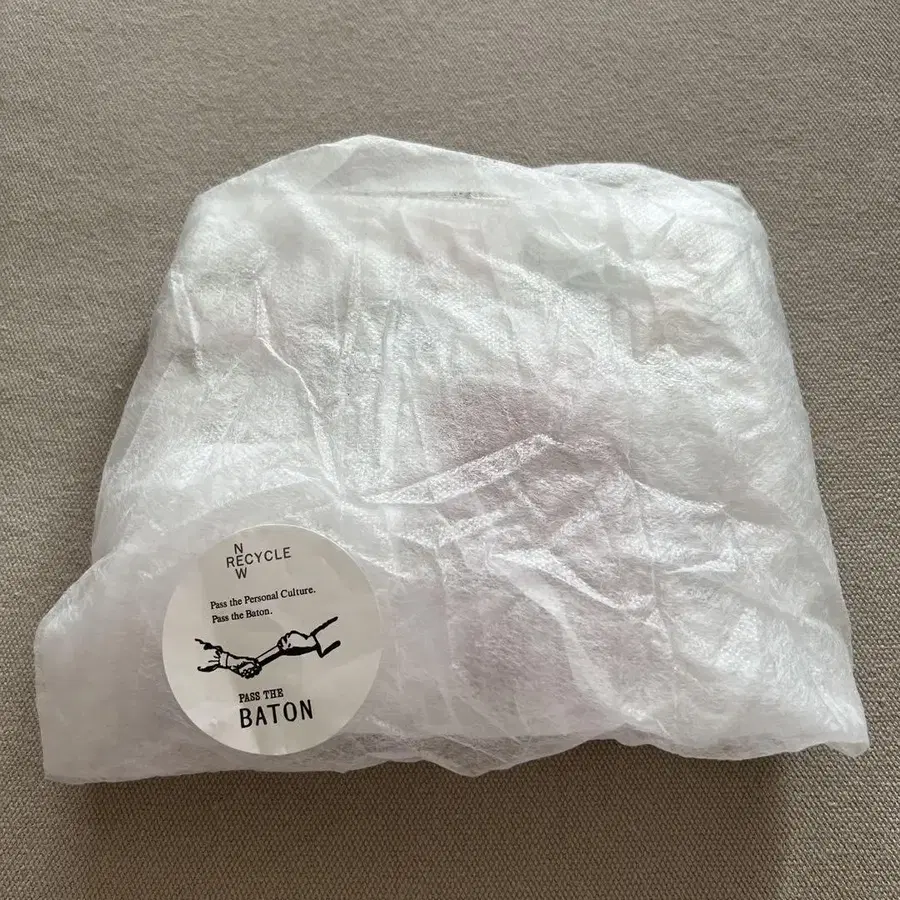 N
RECYCLE
W
Pass the Personal Culture.
Pass the Baton.
PASS THE
BATON